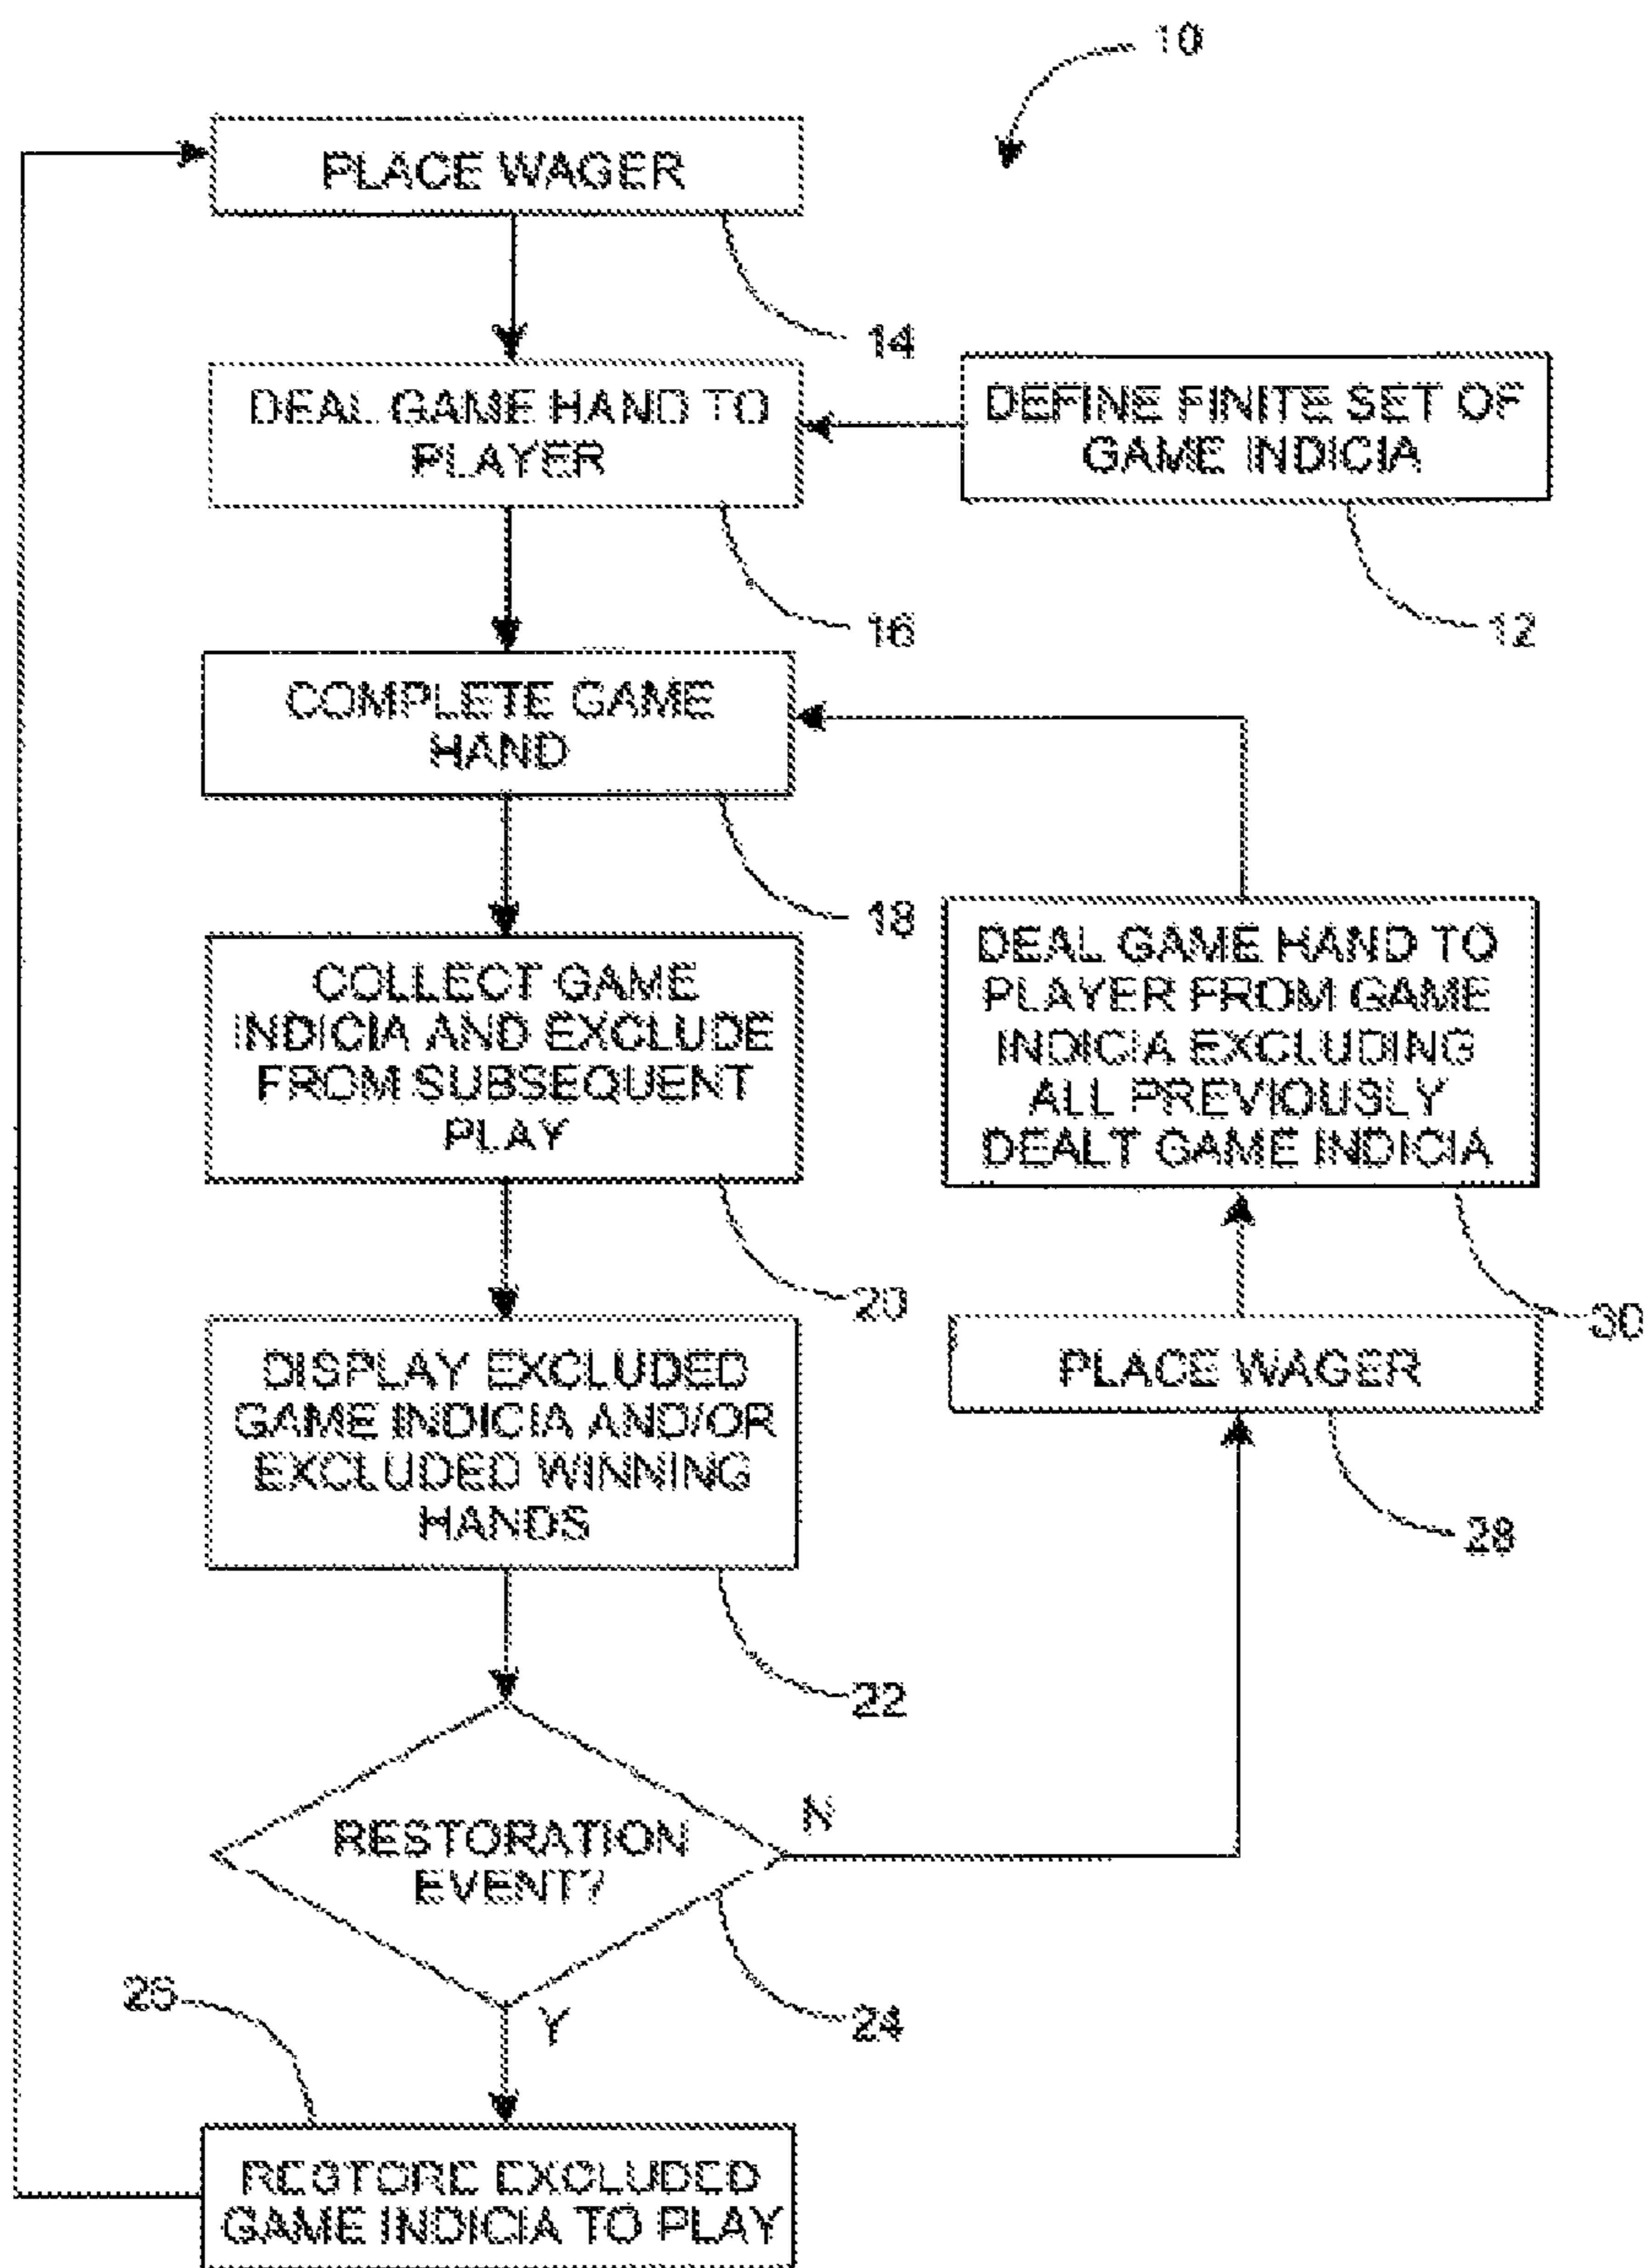 10
PLACE WAGER
14
DEAL GAME HAND TO
PLAYER
16
DEFINE FINITE SET OF
GAME INDICIA
12
COMPLETE GAME
HAND
18
COLLECT GAME
INDICIA AND EXCLUDE
FROM SUBSEQUENT
PLAY
20
DEAL GAME HAND TO
PLAYER FROM GAME
INDICIA EXCLUDING
ALL PREVIOUSLY
DEALT GAME INDICIA
30
DISPLAY EXCLUDED
GAME INDICIA AND/OR
EXCLUDED WINNING
HANDS
22
PLACE WAGER
28
RESTORATION
EVENT?
N
Y
24
26
RESTORE EXCLUDED
GAME INDICIA TO PLAY